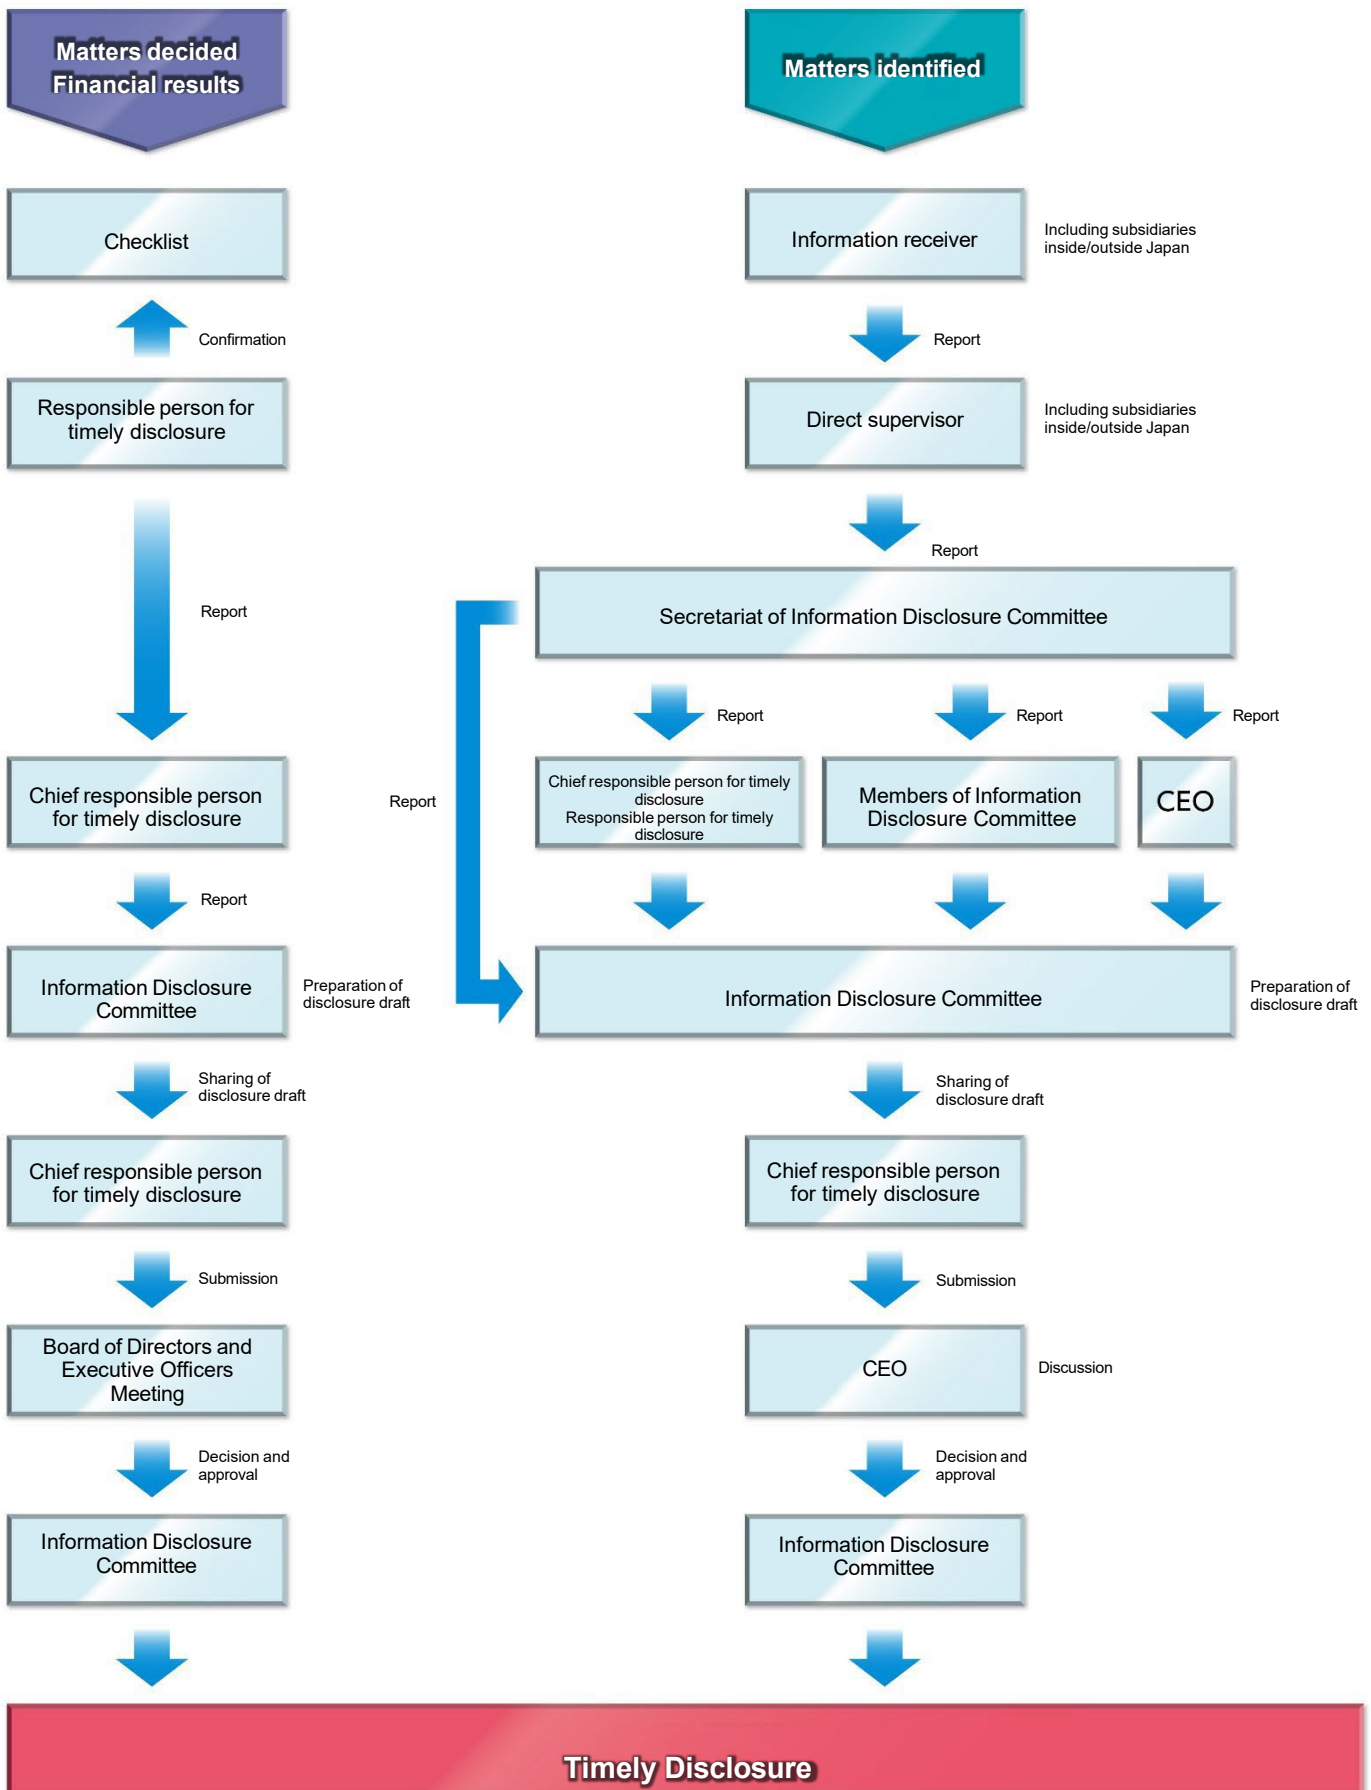 Matters decided
Financial results
Checklist
Confirmation
Responsible person for
timely disclosure
Report
Chief responsible person
for timely disclosure
Report
Information Disclosure
Committee
Preparation of
disclosure draft
Sharing of
disclosure draft
Chief responsible person
for timely disclosure
Submission
Board of Directors and
Executive Officers
Meeting
Decision and
approval
Information Disclosure
Committee
Matters identified
Information receiver
Including subsidiaries
inside/outside Japan
Report
Direct supervisor
Including subsidiaries
inside/outside Japan
Report
Secretariat of Information Disclosure Committee
Report
Report
Report
Report
Chief responsible person for timely
disclosure
Responsible person for timely
disclosure
Members of Information
Disclosure Committee
CEO
Information Disclosure Committee
Preparation of
disclosure draft
Sharing of
disclosure draft
Chief responsible person
for timely disclosure
Submission
CEO
Discussion
Decision and
approval
Information Disclosure
Committee
Timely Disclosure